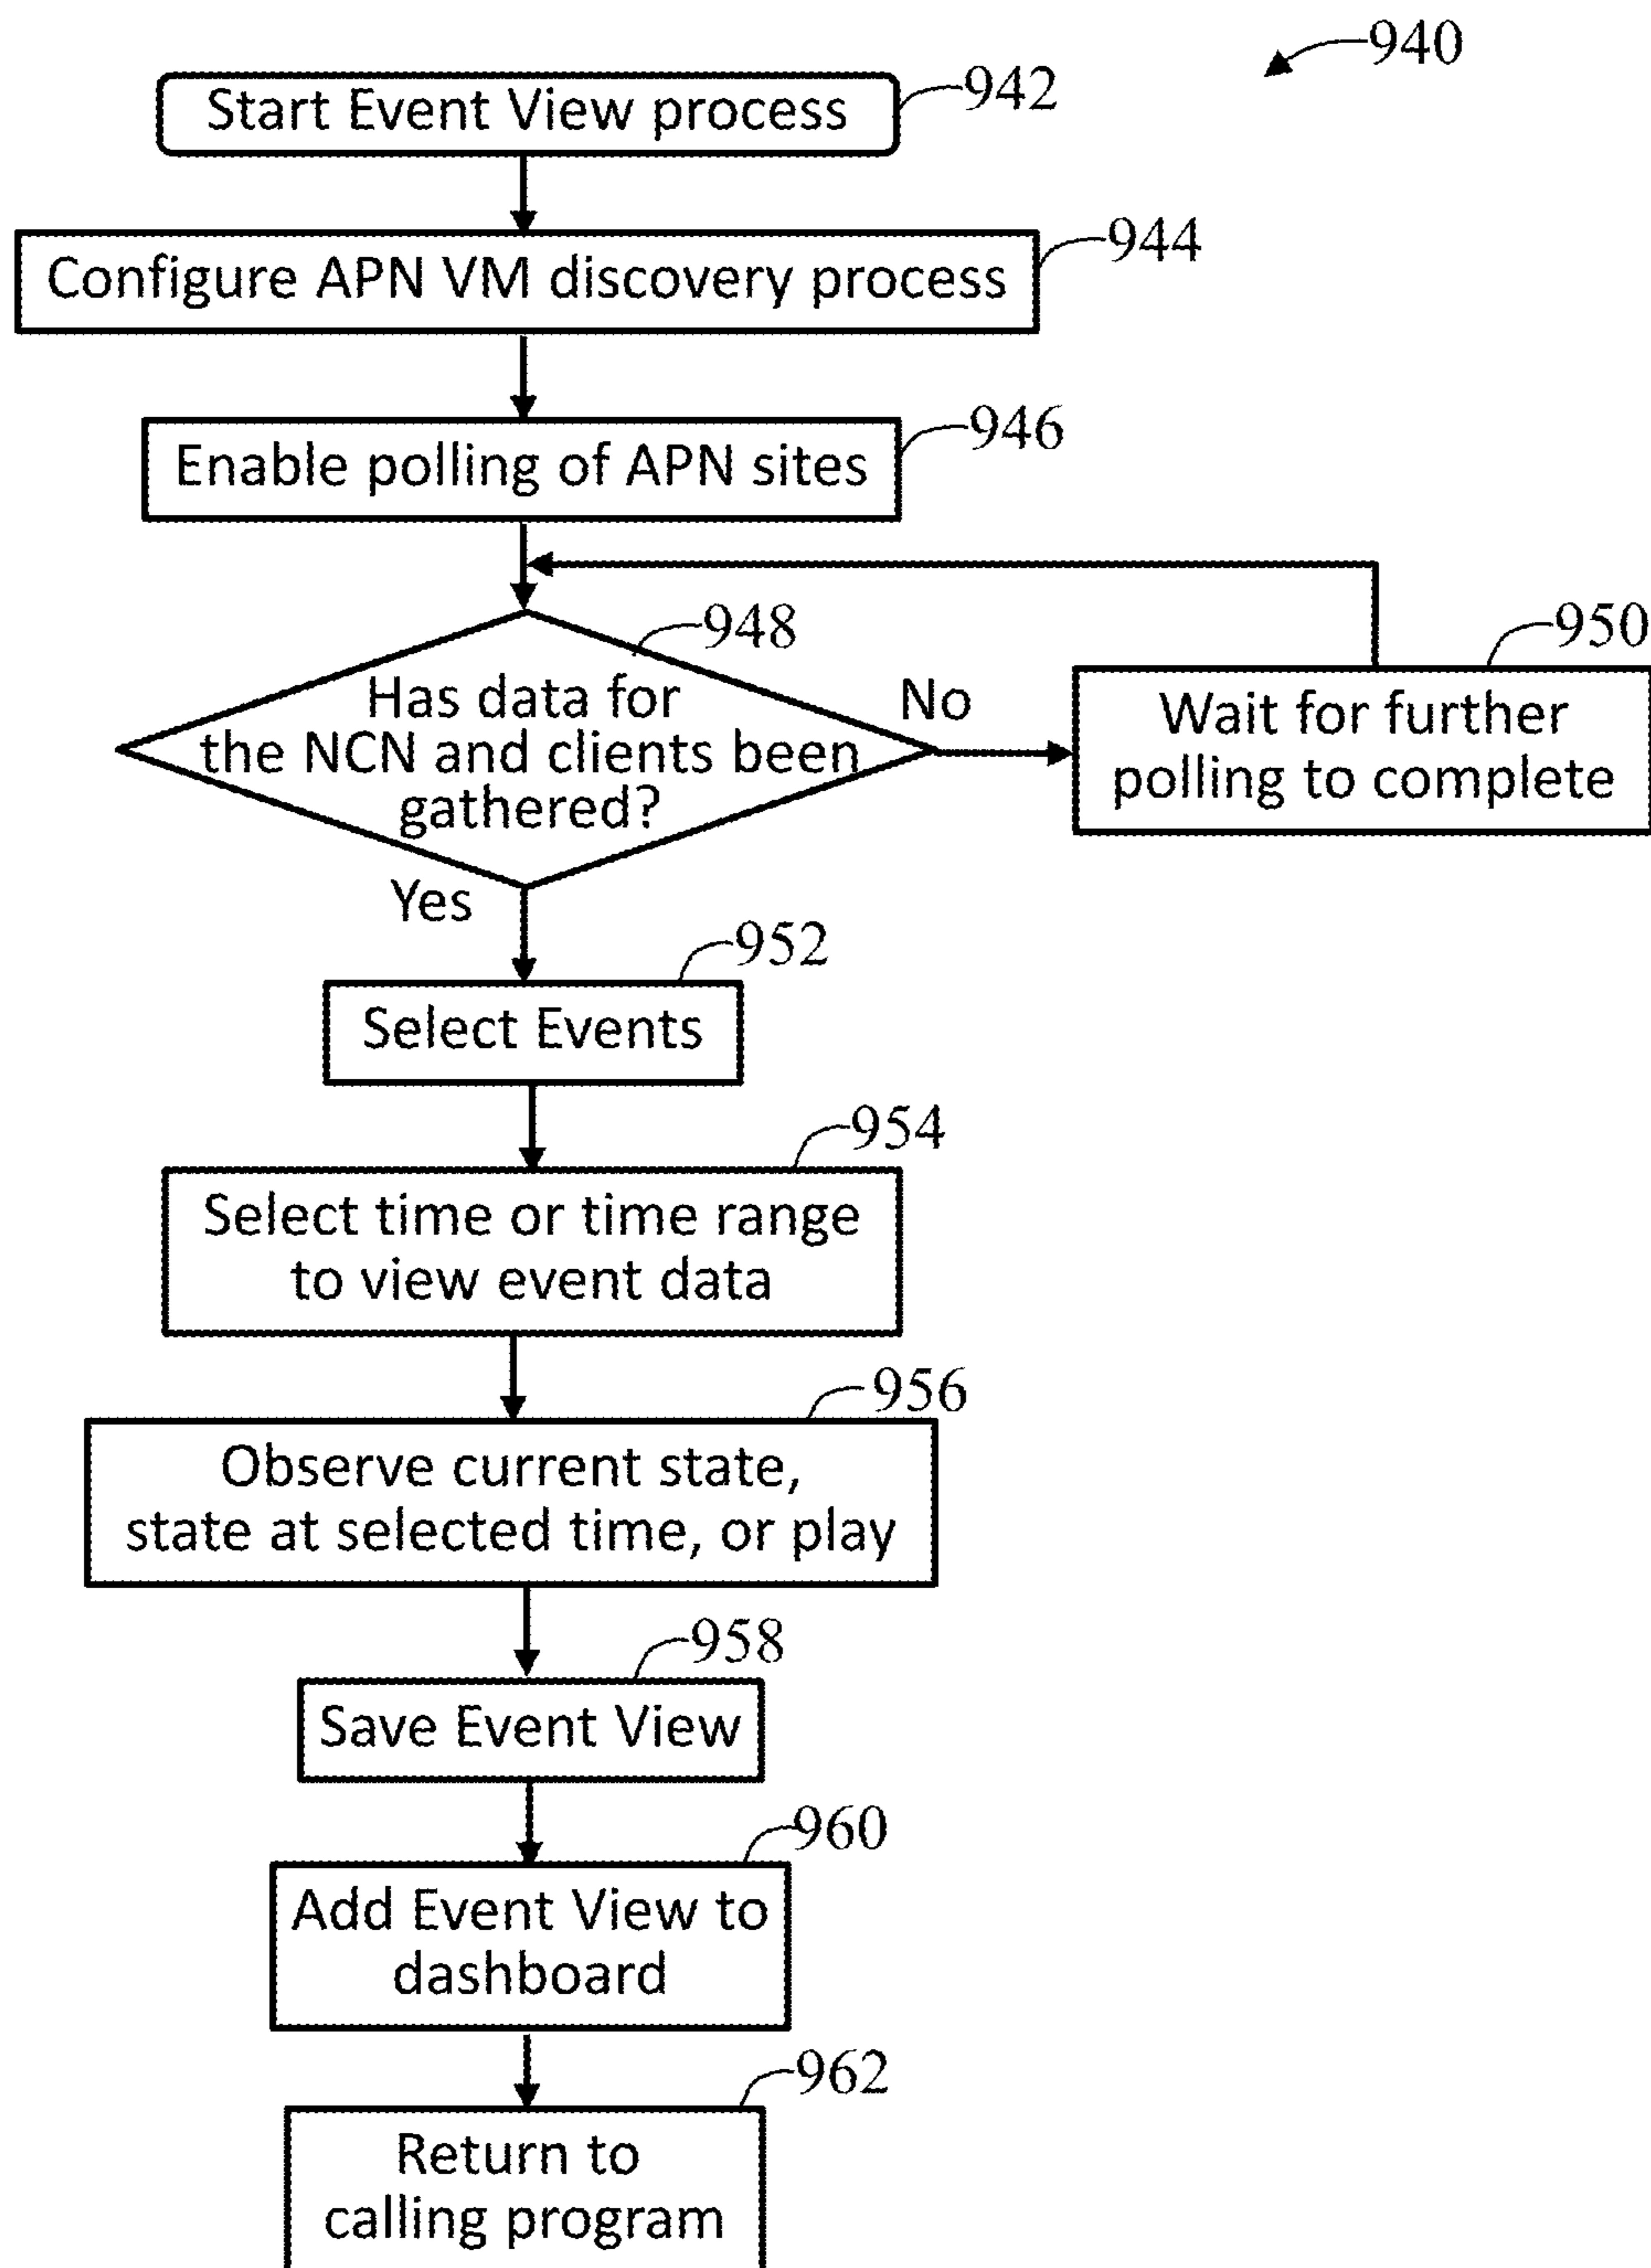 940
Start Event View process
942
Configure APN VM discovery process
944
Enable polling of APN sites
946
948
Has data for
the NCN and clients been
gathered?
No
Yes
950
Wait for further
polling to complete
952
Select Events
954
Select time or time range
to view event data
956
Observe current state,
state at selected time, or play
958
Save Event View
960
Add Event View to
dashboard
962
Return to
calling program